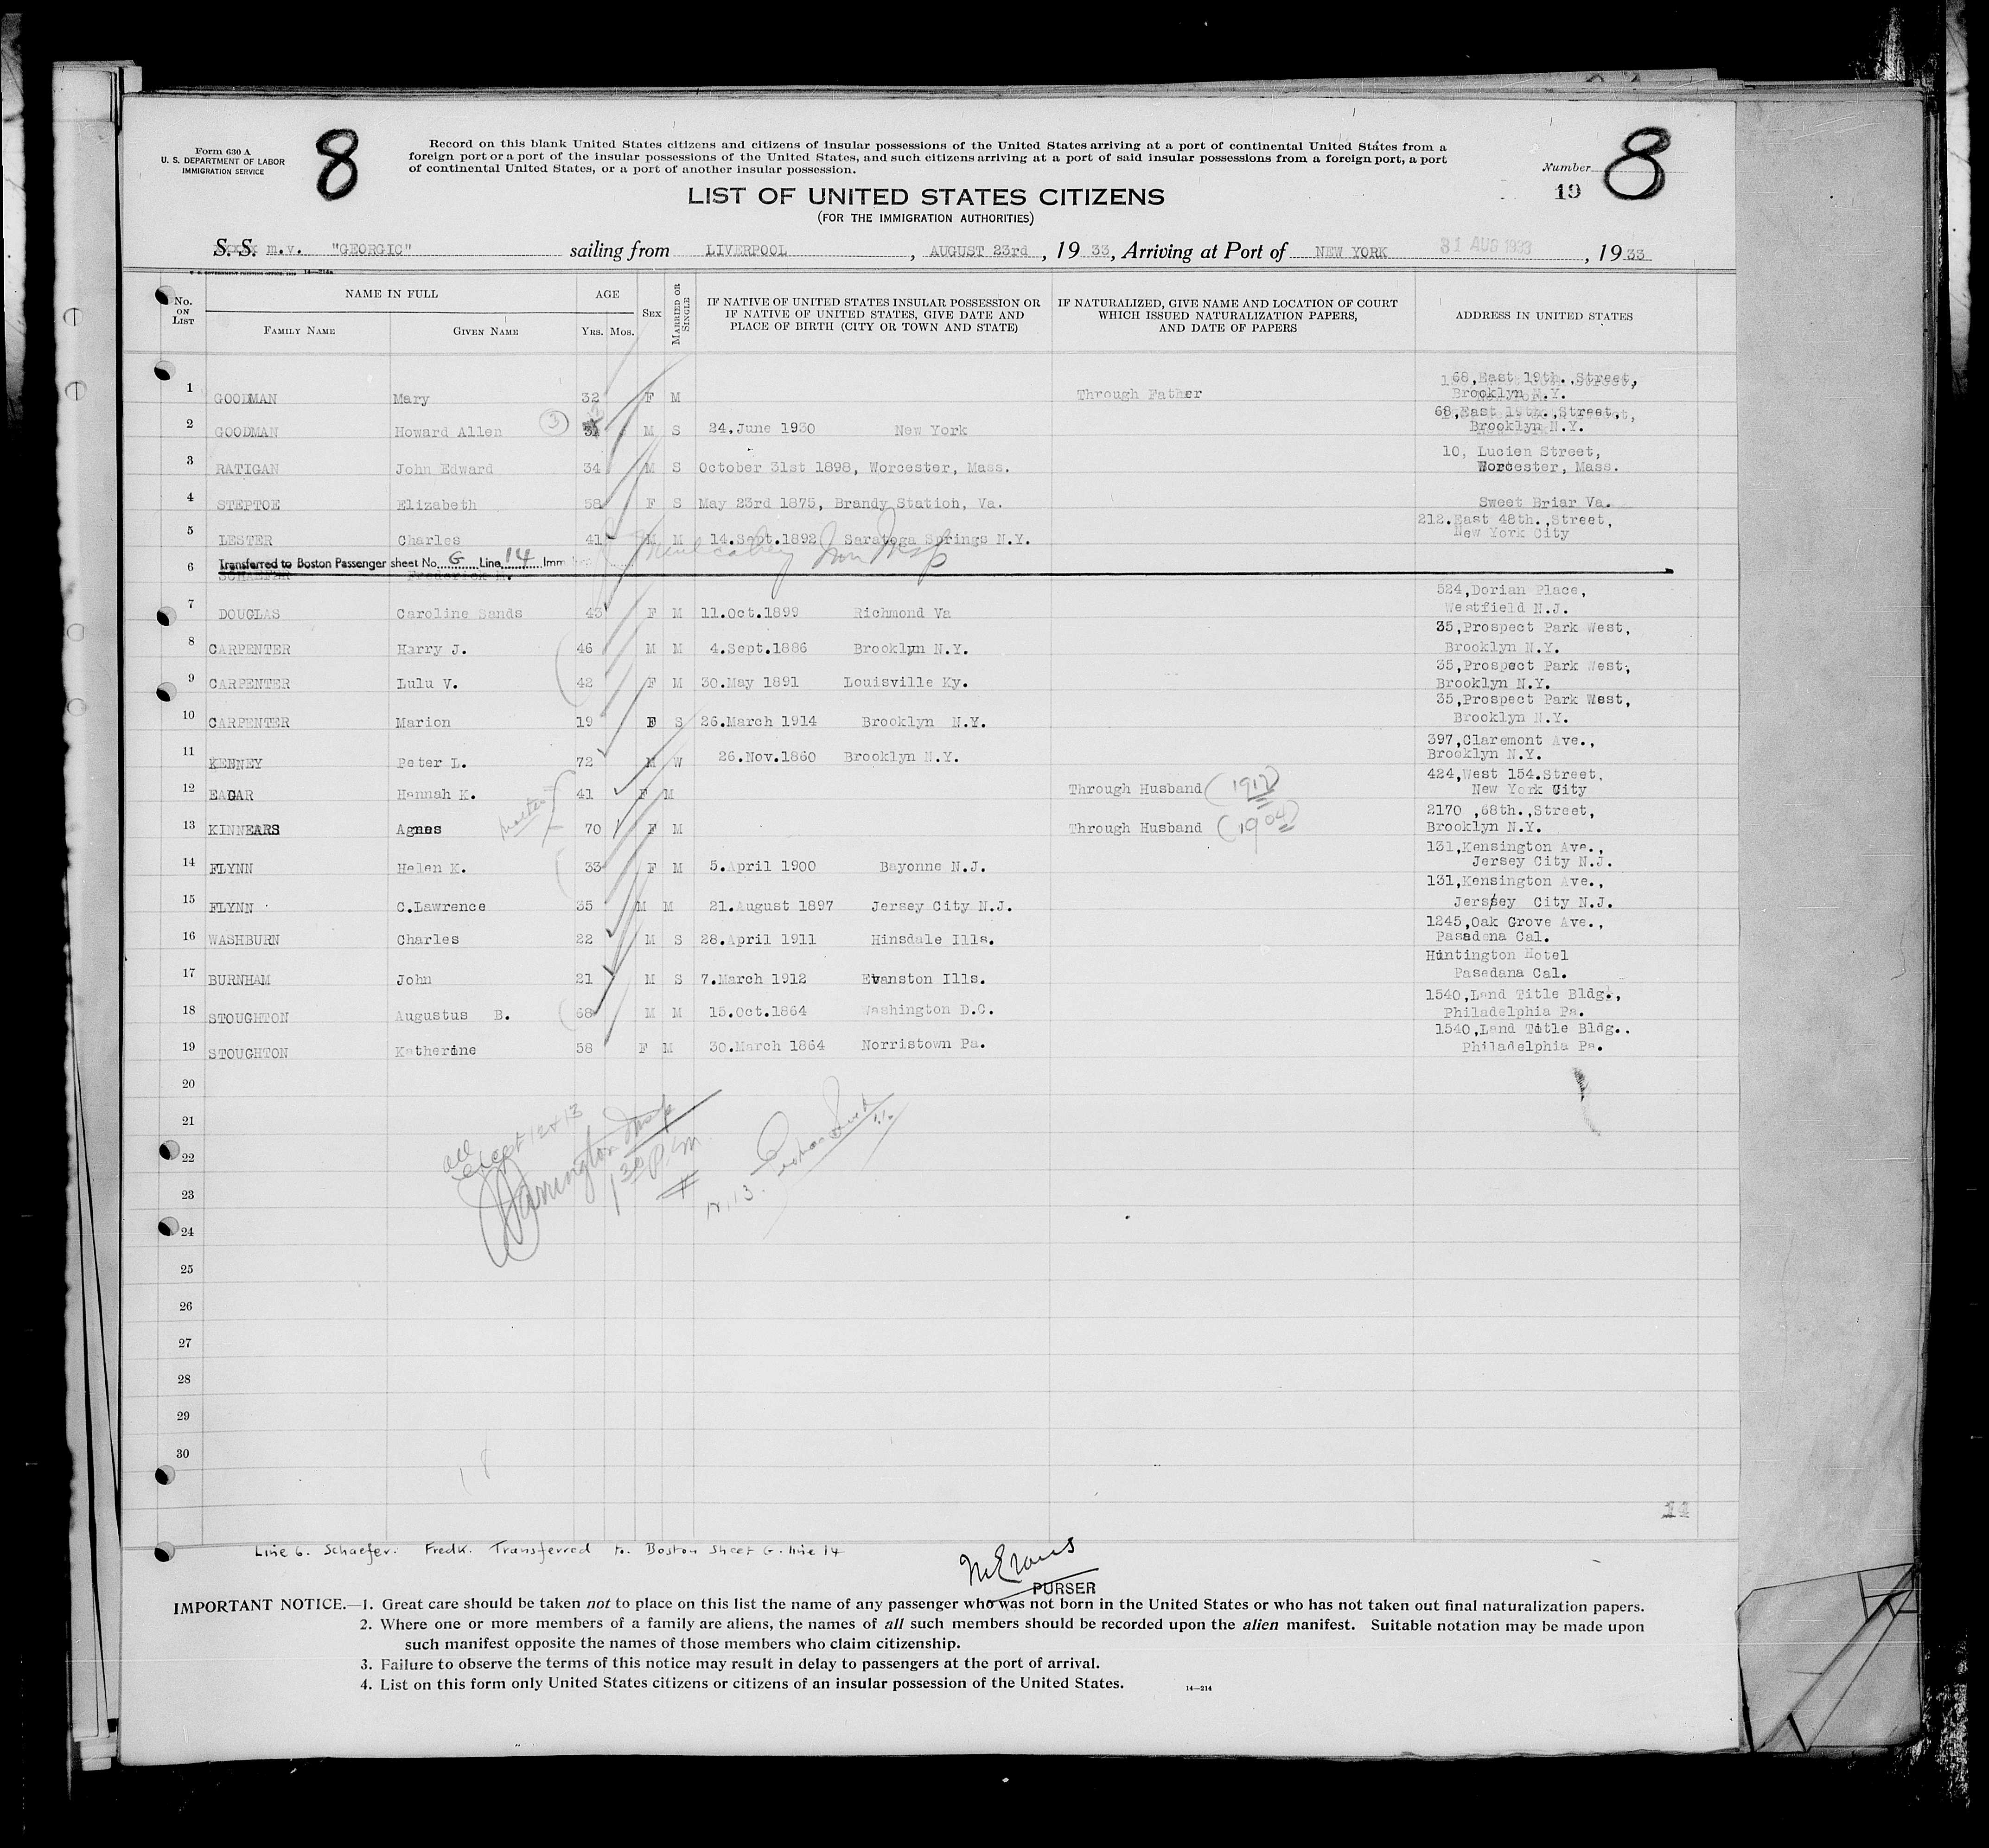 Form 630 A
U. S. DEPARTMENT OF LABOR
IMMIGRATION SERVICE
8
Record on this blank United States citizens and citizens of insular possessions of the United States arriving at a port of continental United States from a
foreign port or a port of the insular possessions of the United States, and such citizens arriving at a port of said insular possessions from a foreign port, a port
of continental United States, or a port of another insular possession.
Number 8
19
LIST OF UNITED STATES CITIZENS
(FOR THE IMMIGRATION AUTHORITIES)
S. S. m.v. "GEORGIC" sailing from LIVERPOOL, AUGUST 23rd, 1933, Arriving at Port of NEW YORK 31 AUG 1933, 1933
No. ON LIST
NAME IN FULL
FAMILY NAME
GIVEN NAME
AGE
YRS. MOS.
SEX
MARRIED OR SINGLE
IF NATIVE OF UNITED STATES INSULAR POSSESSION OR
IF NATIVE OF UNITED STATES, GIVE DATE AND
PLACE OF BIRTH (CITY OR TOWN AND STATE)
IF NATURALIZED, GIVE NAME AND LOCATION OF COURT
WHICH ISSUED NATURALIZATION PAPERS,
AND DATE OF PAPERS
ADDRESS IN UNITED STATES
1 GOODMAN Mary 32 F M Through Father 68,East 19th.,Street,
Brooklyn N.Y.
2 GOODMAN Howard Allen (3) M S 24.June 1930 New York 68,East 19th.,Street,
Brooklyn N.Y.
3 RATIGAN John Edward 34 M S October 31st 1898, Worcester, Mass. 10, Lucien Street,
Worcester, Mass.
4 STEPTOE Elizabeth 58 F S May 23rd 1875, Brandy Station, Va. Sweet Briar Va.
5 LESTER Charles 41 M M 14.Sept.1892 Saratoga Springs N.Y. 212.East 48th.,Street,
New York City
6 Transferred to Boston Passenger sheet No. G Line 14 Imm
SCHAEFER Frederick
7 DOUGLAS Caroline Sands 43 F M 11.Oct.1899 Richmond Va 524,Dorian Place,
Westfield N.J.
8 CARPENTER Harry J. 46 M M 4.Sept.1886 Brooklyn N.Y. 35,Prospect Park West,
Brooklyn N.Y.
9 CARPENTER Lulu V. 42 F M 30.May 1891 Louisville Ky. 35,Prospect Park West,
Brooklyn N.Y.
10 CARPENTER Marion 19 F S 26.March 1914 Brooklyn N.Y. 35,Prospect Park West,
Brooklyn N.Y.
11 KENNEY Peter L. 72 M W 26.Nov.1860 Brooklyn N.Y. 397,Claremont Ave.,
Brooklyn N.Y.
12 EAGAR Hannah K. 41 F M Through Husband (1912) 424,West 154.Street,
New York City
13 KINNEARS Agnes 70 F M Through Husband (1904) 2170 ,68th.,Street,
Brooklyn N.Y.
14 FLYNN Helen K. 33 F M 5.April 1900 Bayonne N.J. 131,Kensington Ave.,
Jersey City N.J.
15 FLYNN C.Lawrence 35 M M 21.August 1897 Jersey City N.J. 131,Kensington Ave.,
Jersey City N.J.
16 WASHBURN Charles 22 M S 28.April 1911 Hinsdale Ills. 1245,Oak Grove Ave.,
Pasadena Cal.
17 BURNHAM John 21 M S 7.March 1912 Evanston Ills. Huntington Hotel
Pasedana Cal.
18 STOUGHTON Augustus B. 68 M M 15.Oct.1864 Washington D.C. 1540,Land Title Bldg.,
Philadelphia Pa.
19 STOUGHTON Katherine 58 F M 30.March 1864 Norristown Pa. 1540,Land Title Bldg..
Philadelphia Pa.
20
21
all except 12 & 13
1 30 P.M.
12, 13.
22
23
24
25
26
27
28
29
30
18
14
Line 6. Schaefer. Fredk. Transferred to Boston Sheet G. line 14
PURSER
IMPORTANT NOTICE.—1. Great care should be taken not to place on this list the name of any passenger who was not born in the United States or who has not taken out final naturalization papers.
2. Where one or more members of a family are aliens, the names of all such members should be recorded upon the alien manifest. Suitable notation may be made upon
such manifest opposite the names of those members who claim citizenship.
3. Failure to observe the terms of this notice may result in delay to passengers at the port of arrival.
4. List on this form only United States citizens or citizens of an insular possession of the United States.
14—214